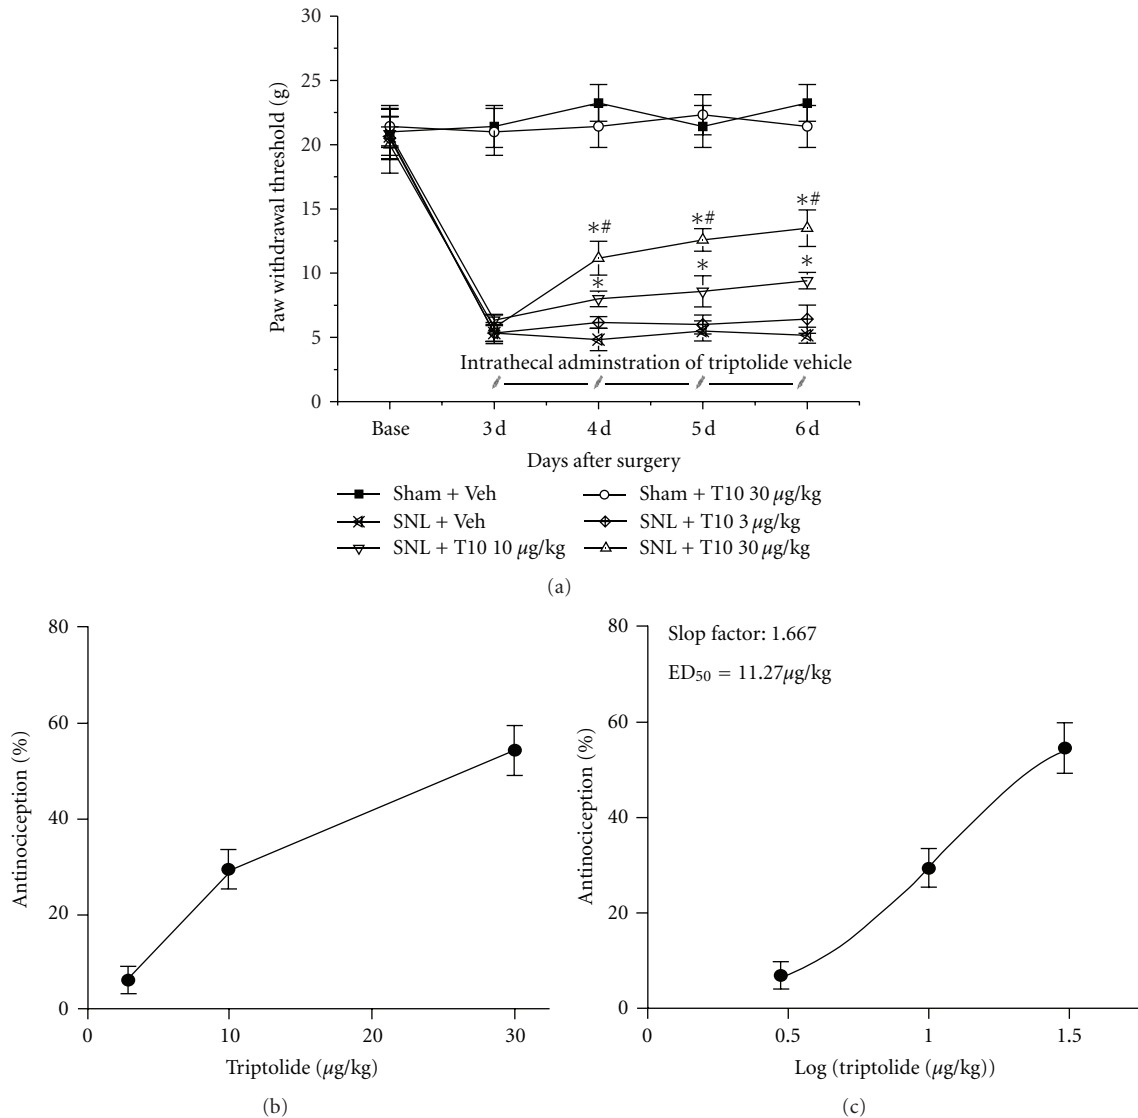 30
25
20
15
10
5
0
Paw withdrawal threshold (g)
*#
*#
*#
*
*
*
Intrathecal adminstration of triptolide vehicle
Base
3 d
4 d
5 d
6 d
Days after surgery
Sham + Veh
Sham + T10 30 μg/kg
SNL + Veh
SNL + T10 3 μg/kg
SNL + T10 10 μg/kg
SNL + T10 30 μg/kg
(a)
80
60
40
20
0
Antinociception (%)
0
10
20
30
Triptolide (μg/kg)
(b)
80
60
40
20
0
Antinociception (%)
Slop factor: 1.667
ED50 = 11.27μg/kg
0
0.5
1
1.5
Log (triptolide (μg/kg))
(c)